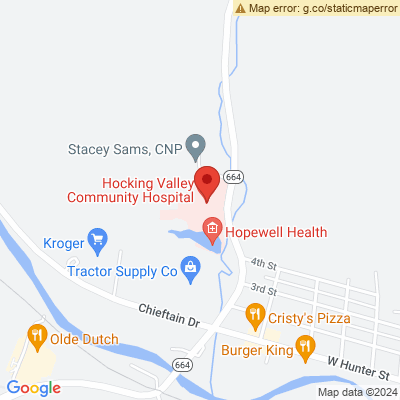 Map error: g.co/staticmaperror
Stacey Sams, CNP
664
Hocking Valley
Community Hospital
Hopewell Health
Kroger
4th St
Tractor Supply Co
3rd St
Chieftain Dr
Cristy's Pizza
Olde Dutch
Burger King
W Hunter St
664
Google
Map data ©2024